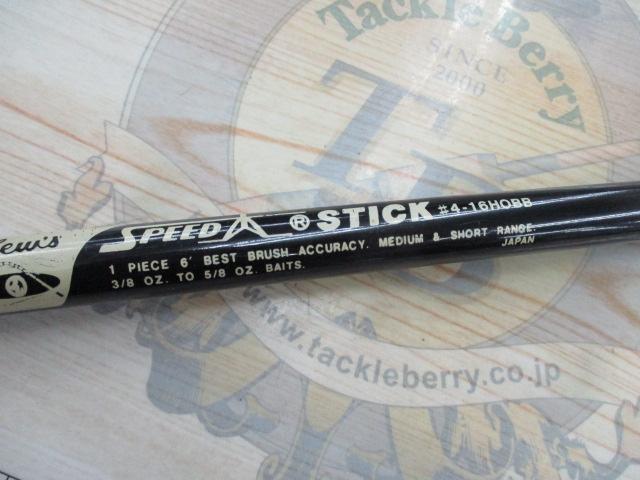 Tackle Berry
SINCE
2000
TB
Lew's
SPEED ® STICK #4-16HOBB
1 PIECE 6' BEST BRUSH ACCURACY. MEDIUM & SHORT RANGE.
3/8 OZ. TO 5/8 OZ. BAITS.
JAPAN
www.tackleberry.co.jp